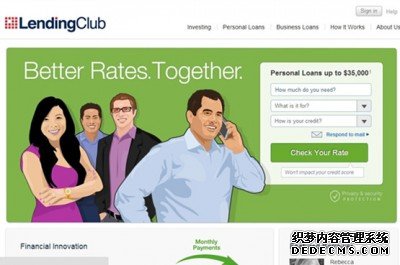 Sign in
LendingClub
Investing Personal Loans Business Loans How It Works About Us
Better Rates. Together.
Personal Loans up to $35,000
How much do you need?
What is it for?
How is your credit?
Respond to mail
Check Your Rate
Won't impact your credit score
Privacy & security
PROTECTION
Financial Innovation
Monthly
Payments
Rebecca
织梦内容管理系统
DEDECMS.COM